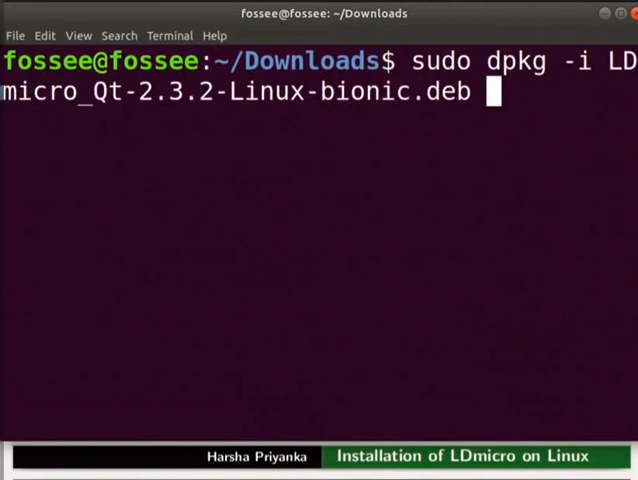 fossee@fossee: ~/Downloads
File Edit View Search Terminal Help
fossee@fossee:~/Downloads$ sudo dpkg -i LD
micro_Qt-2.3.2-Linux-bionic.deb
Harsha Priyanka Installation of LDmicro on Linux